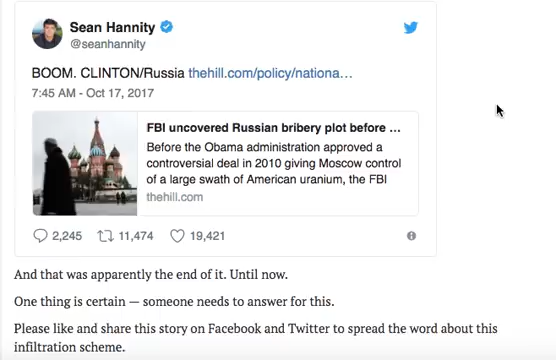 Sean Hannity
@seanhannity
BOOM. CLINTON/Russia thehill.com/policy/nationa…
7:45 AM - Oct 17, 2017
FBI uncovered Russian bribery plot before ...
Before the Obama administration approved a
controversial deal in 2010 giving Moscow control
of a large swath of American uranium, the FBI
thehill.com
2,245 11,474 19,421
And that was apparently the end of it. Until now.
One thing is certain — someone needs to answer for this.
Please like and share this story on Facebook and Twitter to spread the word about this
infiltration scheme.